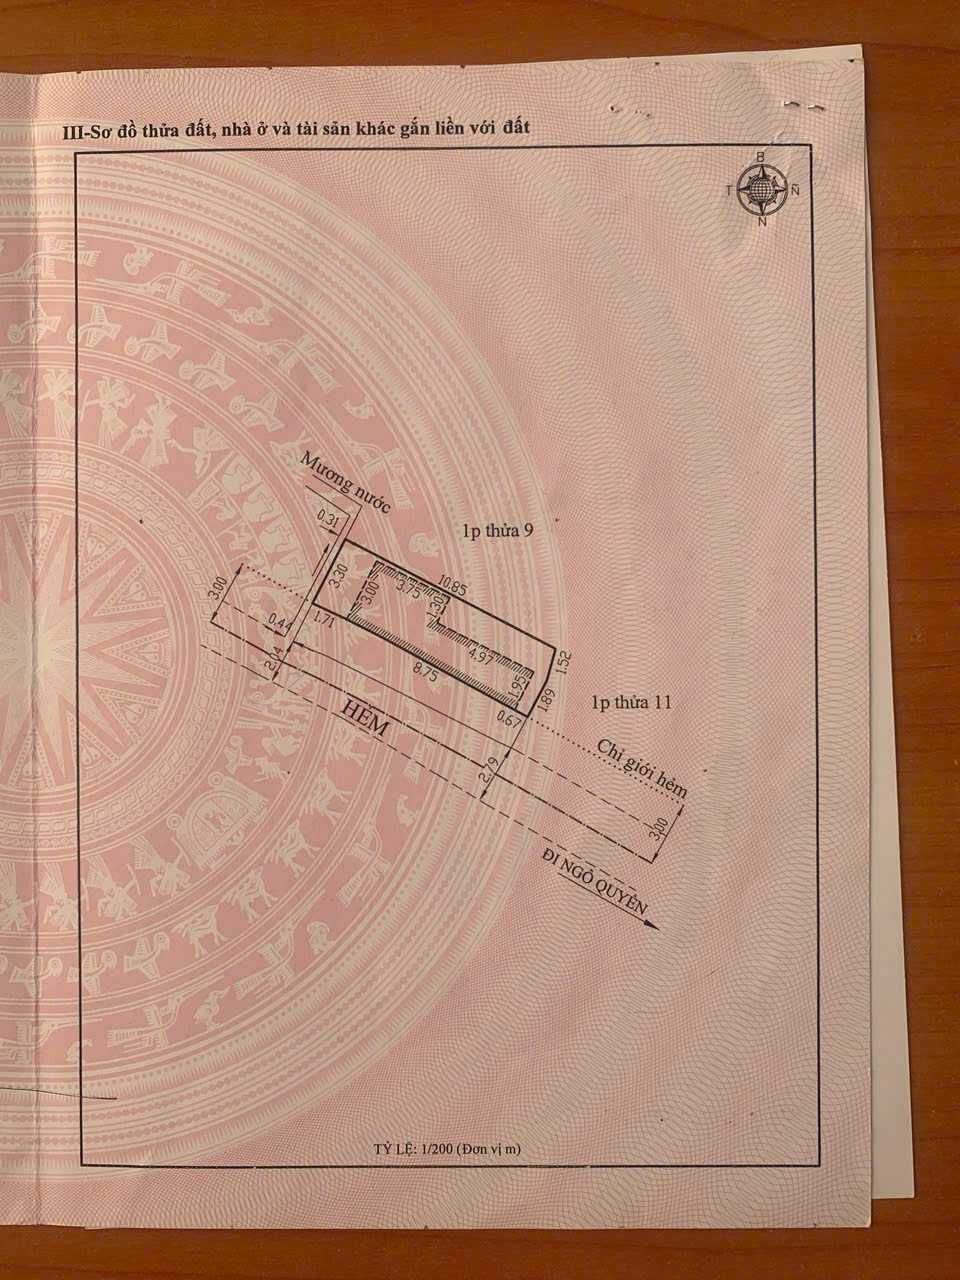 III-Sơ đồ thửa đất, nhà ở và tài sản khác gắn liền với đất
B
T
Đ
N
Mương nước
0.31
1p thửa 9
3.30
10.85
3.75
3.00
1.30
3.00
0.44
1.71
4.97
1.52
2.04
8.75
1.95
1.89
1p thửa 11
0.67
HẺM
Chỉ giới hẻm
2.79
3.00
ĐI NGÔ QUYỀN
TỶ LỆ: 1/200 (Đơn vị m)